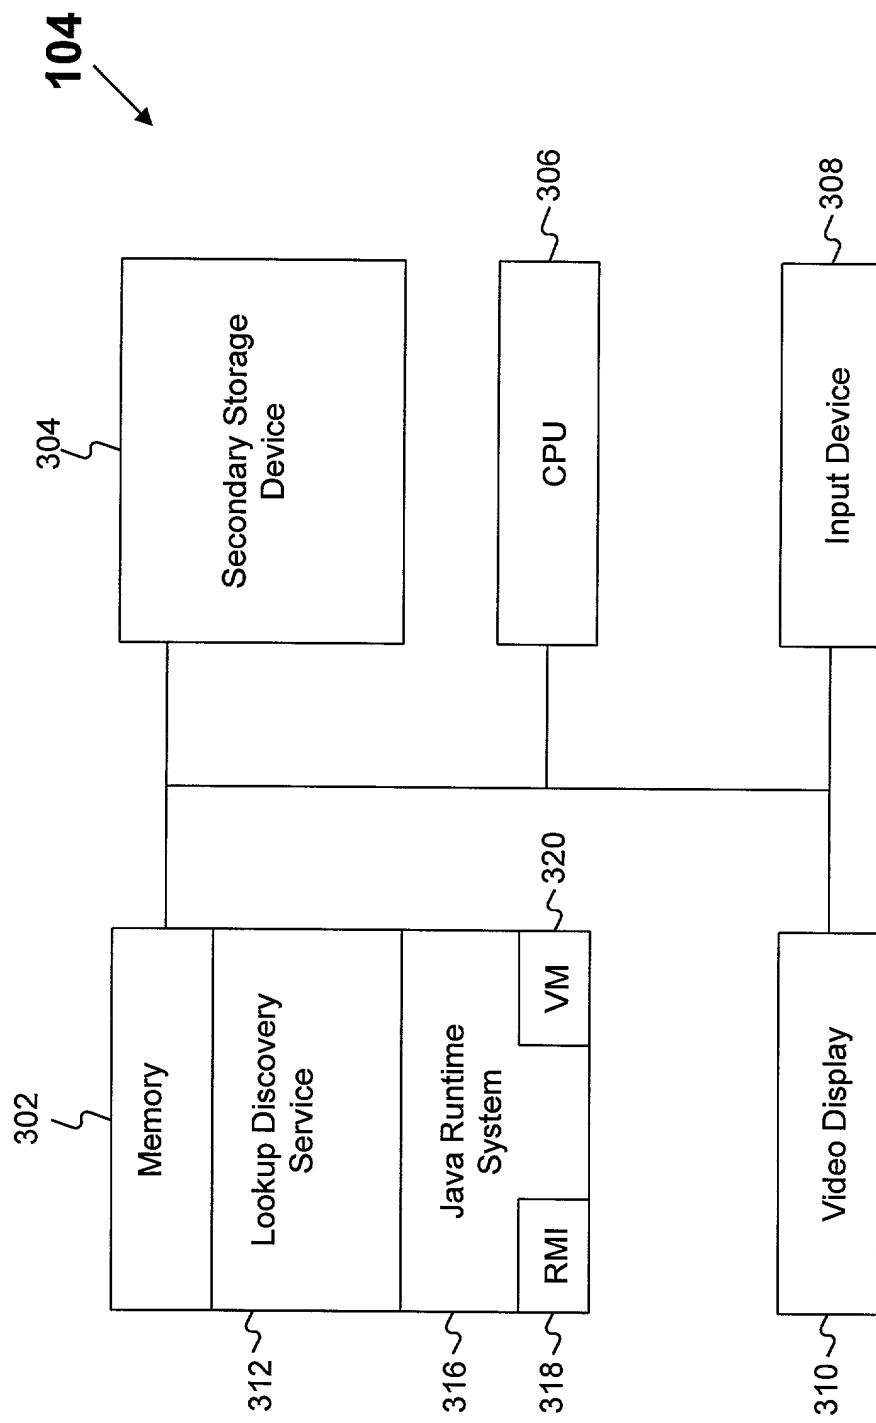 104
302
Memory
312
Lookup Discovery
Service
316
Java Runtime
System
318
RMI
VM
320
304
Secondary Storage
Device
CPU
306
310
Video Display
Input Device
308